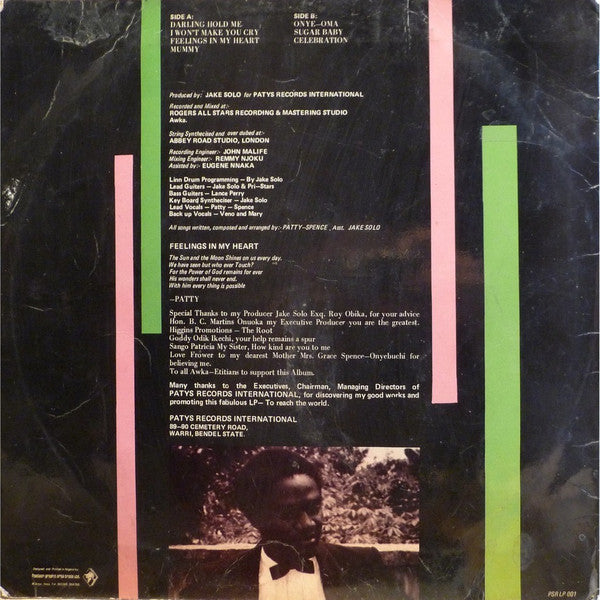 SIDE A:
DARLING HOLD ME
I WON'T MAKE YOU CRY
FEELINGS IN MY HEART
MUMMY
SIDE B:
ONYE-OMA
SUGAR BABY
CELEBRATION
Produced by: JAKE SOLO for PATYS RECORDS INTERNATIONAL
Recorded and Mixed at:-
ROGERS ALL STARS RECORDING & MASTERING STUDIO
Awka.
String Synthecised and over dubed at:-
ABBEY ROAD STUDIO, LONDON
Recording Engineer:- JOHN MALIFE
Mixing Engineer:- REMMY NJOKU
Assisted by:- EUGENE NNAKA
Linn Drum Programming – By Jake Solo
Lead Guiters – Jake Solo & Pri–Stars
Bass Guiters – Lance Perry
Key Board Syntheciser – Jake Solo
Lead Vocals – Patty – Spence
Back up Vocals – Veno and Mary
All songs written, composed and arranged by:- PATTY-SPENCE , Asst. JAKE SOLO
FEELINGS IN MY HEART
The Sun and the Moon Shines on us every day,
We have seen but who ever Touch?
For the Power of God remains for ever
His wonders shall never end.
With him every thing is possible
–PATTY
Special Thanks to my Producer Jake Solo Exq. Roy Obika, for your advice
Hon. B. C. Martins Onuoka my Executive Producer you are the greatest.
Higgins Promotions – The Root
Guddy Odik Ikechi, your help remains a spur
Sango Patricia My Sister, How kind are you to me
Love Frower to my dearest Mother Mrs. Grace Spence–Onyebuchi for
believing me.
To all Awka–Etitians to support this Album.
Many thanks to the Executives, Chairman, Managing Directors of
PATYS RECORDS INTERNATIONAL, for discovering my good works and
promoting this fabulous LP– To reach the world.
PATYS RECORDS INTERNATIONAL
89–90 CEMETERY ROAD,
WARRI, BENDEL STATE.
PSR LP 001